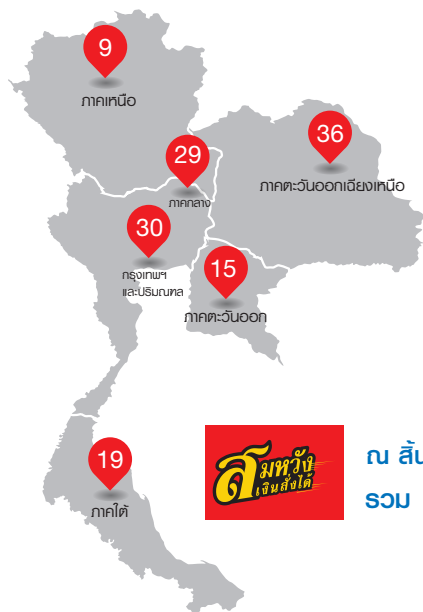 9
ภาคเหนือ
36
ภาคตะวันออกเฉียงเหนือ
29
ภาคกลาง
30
กรุงเทพฯ
และปริมณฑล
15
ภาคตะวันออก
19
ภาคใต้
สมหวัง
เงินสั่งได้
ณ สิ้น
รวม